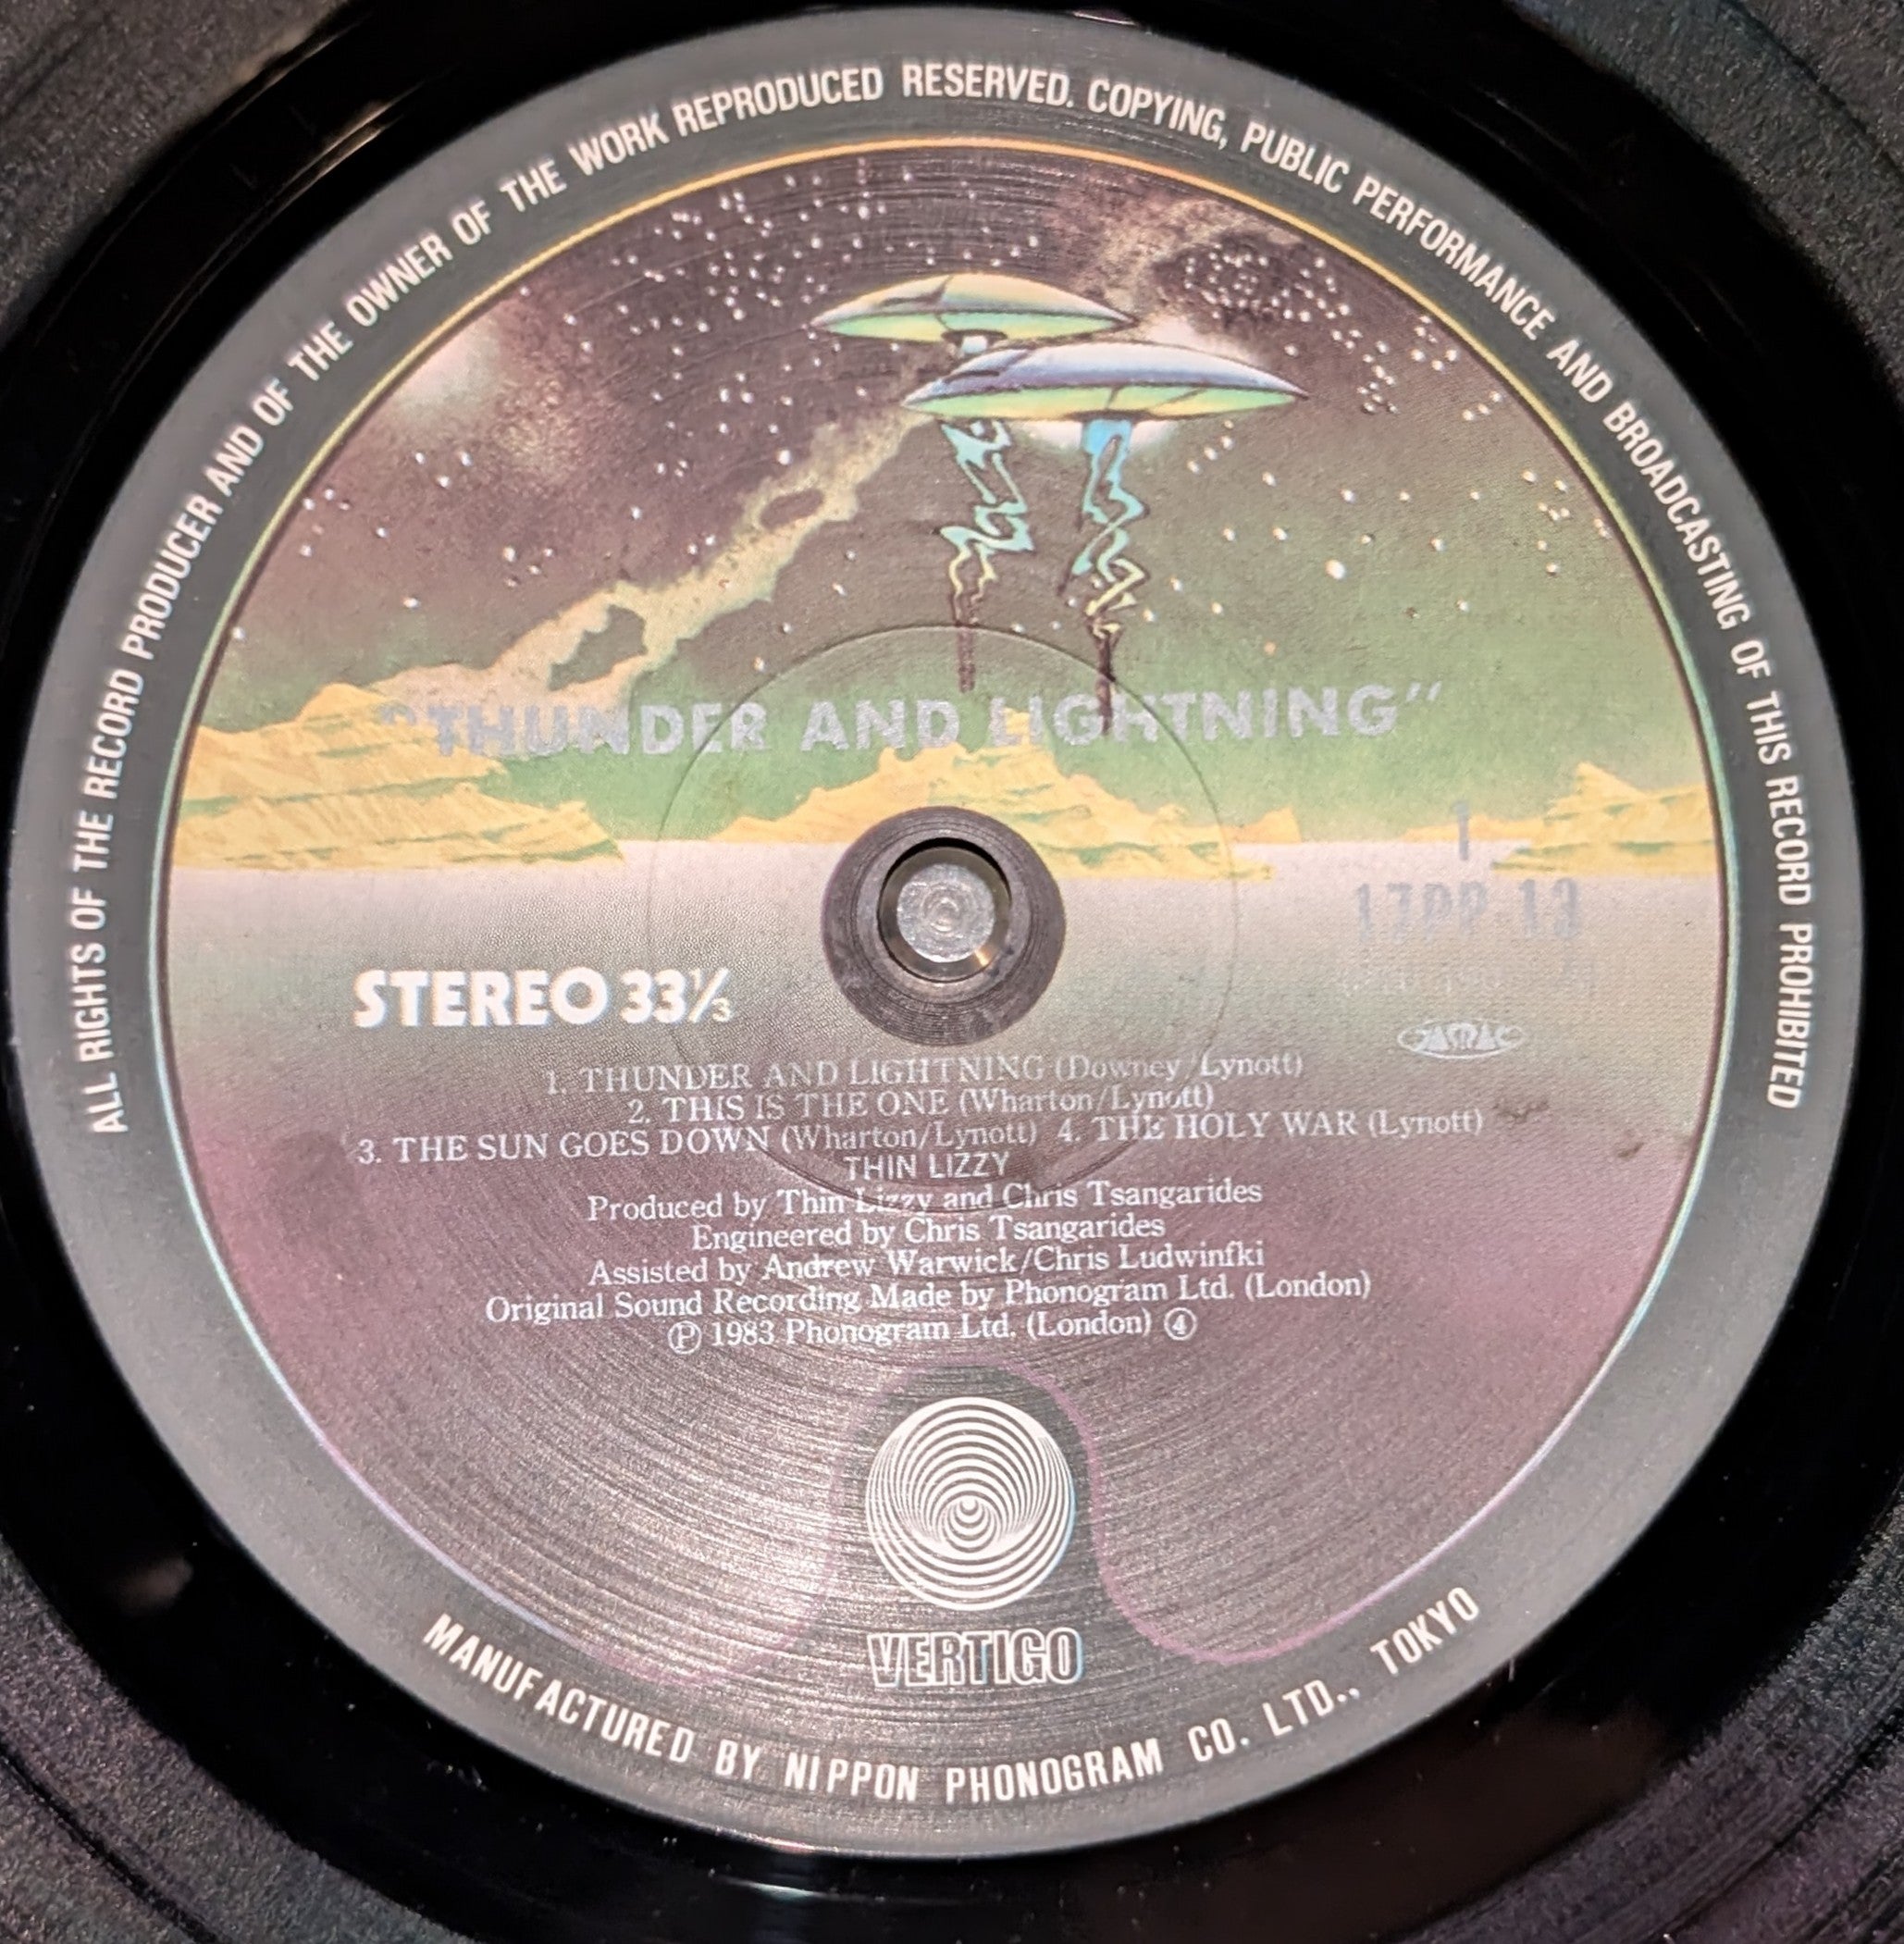 ALL RIGHTS OF THE RECORD PRODUCER AND OF THE OWNER OF THE WORK REPRODUCED RESERVED. COPYING, PUBLIC PERFORMANCE AND BROADCASTING OF THIS RECORD PROHIBITED
"THUNDER AND LIGHTNING"
1
17PP 13
STEREO 33⅓
JASRAC
1. THUNDER AND LIGHTNING (Downey/Lynott)
2. THIS IS THE ONE (Wharton/Lynott)
3. THE SUN GOES DOWN (Wharton/Lynott) 4. THE HOLY WAR (Lynott)
THIN LIZZY
Produced by Thin Lizzy and Chris Tsangarides
Engineered by Chris Tsangarides
Assisted by Andrew Warwick/Chris Ludwinfki
Original Sound Recording Made by Phonogram Ltd. (London)
Ⓟ 1983 Phonogram Ltd. (London) ④
VERTIGO
MANUFACTURED BY NIPPON PHONOGRAM CO. LTD., TOKYO